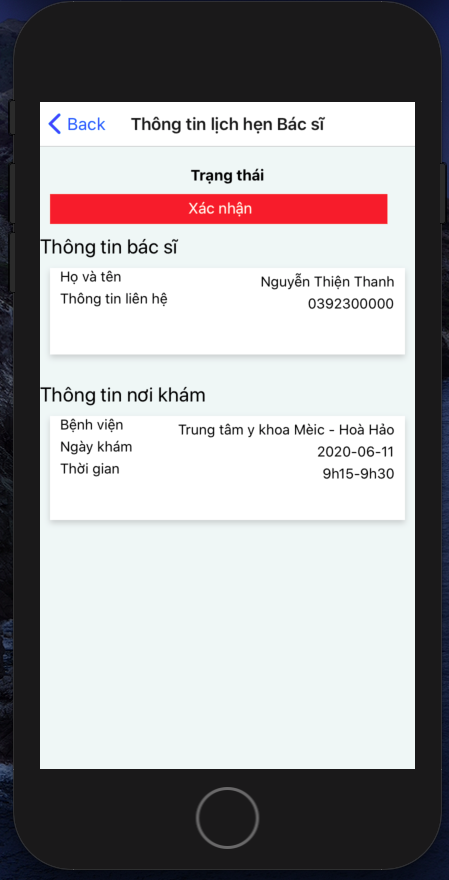 Back Thông tin lịch hẹn Bác sĩ
Trạng thái
Xác nhận
Thông tin bác sĩ
Họ và tên Nguyễn Thiện Thanh
Thông tin liên hệ 0392300000
Thông tin nơi khám
Bệnh viện Trung tâm y khoa Mèic - Hoà Hảo
Ngày khám 2020-06-11
Thời gian 9h15-9h30